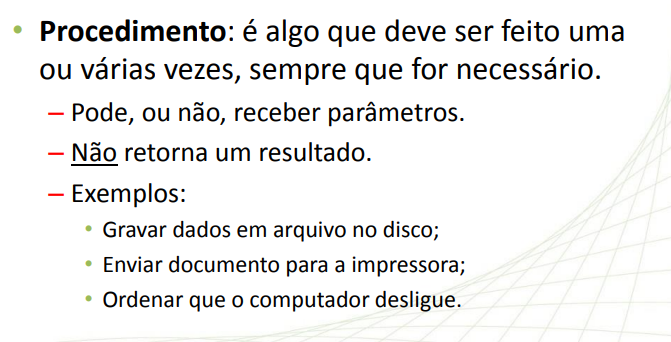 • Procedimento: é algo que deve ser feito uma
ou várias vezes, sempre que for necessário.
– Pode, ou não, receber parâmetros.
– Não retorna um resultado.
– Exemplos:
• Gravar dados em arquivo no disco;
• Enviar documento para a impressora;
• Ordenar que o computador desligue.